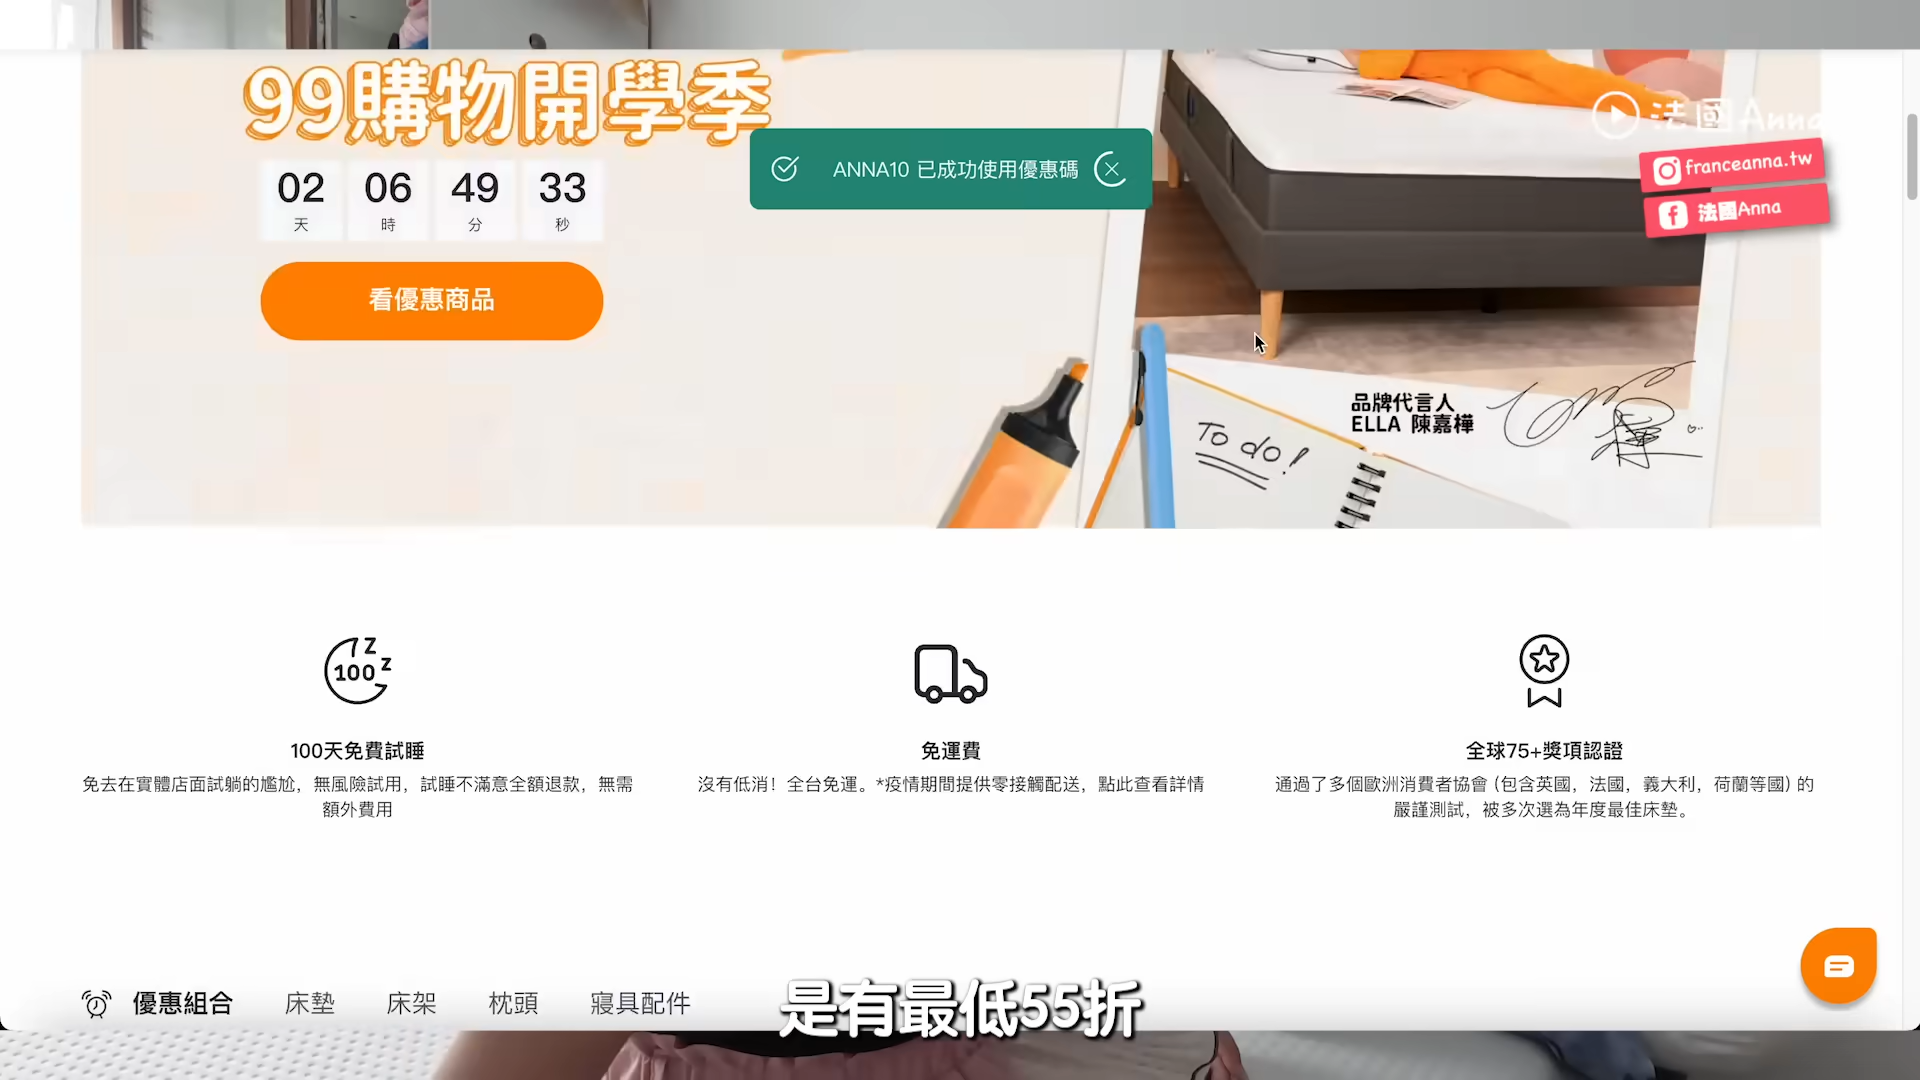 99購物開學季
法國Anna
franceanna.tw
法國Anna
ANNA10 已成功使用優惠碼
02 06 49 33
天 時 分 秒
看優惠商品
品牌代言人
ELLA 陳嘉樺
To do!
100
100天免費試睡
免去在實體店面試躺的尷尬，無風險試用，試睡不滿意全額退款，無需
額外費用
免運費
沒有低消！全台免運。*疫情期間提供零接觸配送，點此查看詳情
全球75+獎項認證
通過了多個歐洲消費者協會 (包含英國，法國，義大利，荷蘭等國) 的
嚴謹測試，被多次選為年度最佳床墊。
優惠組合 床墊 床架 枕頭 寢具配件
是有最低55折